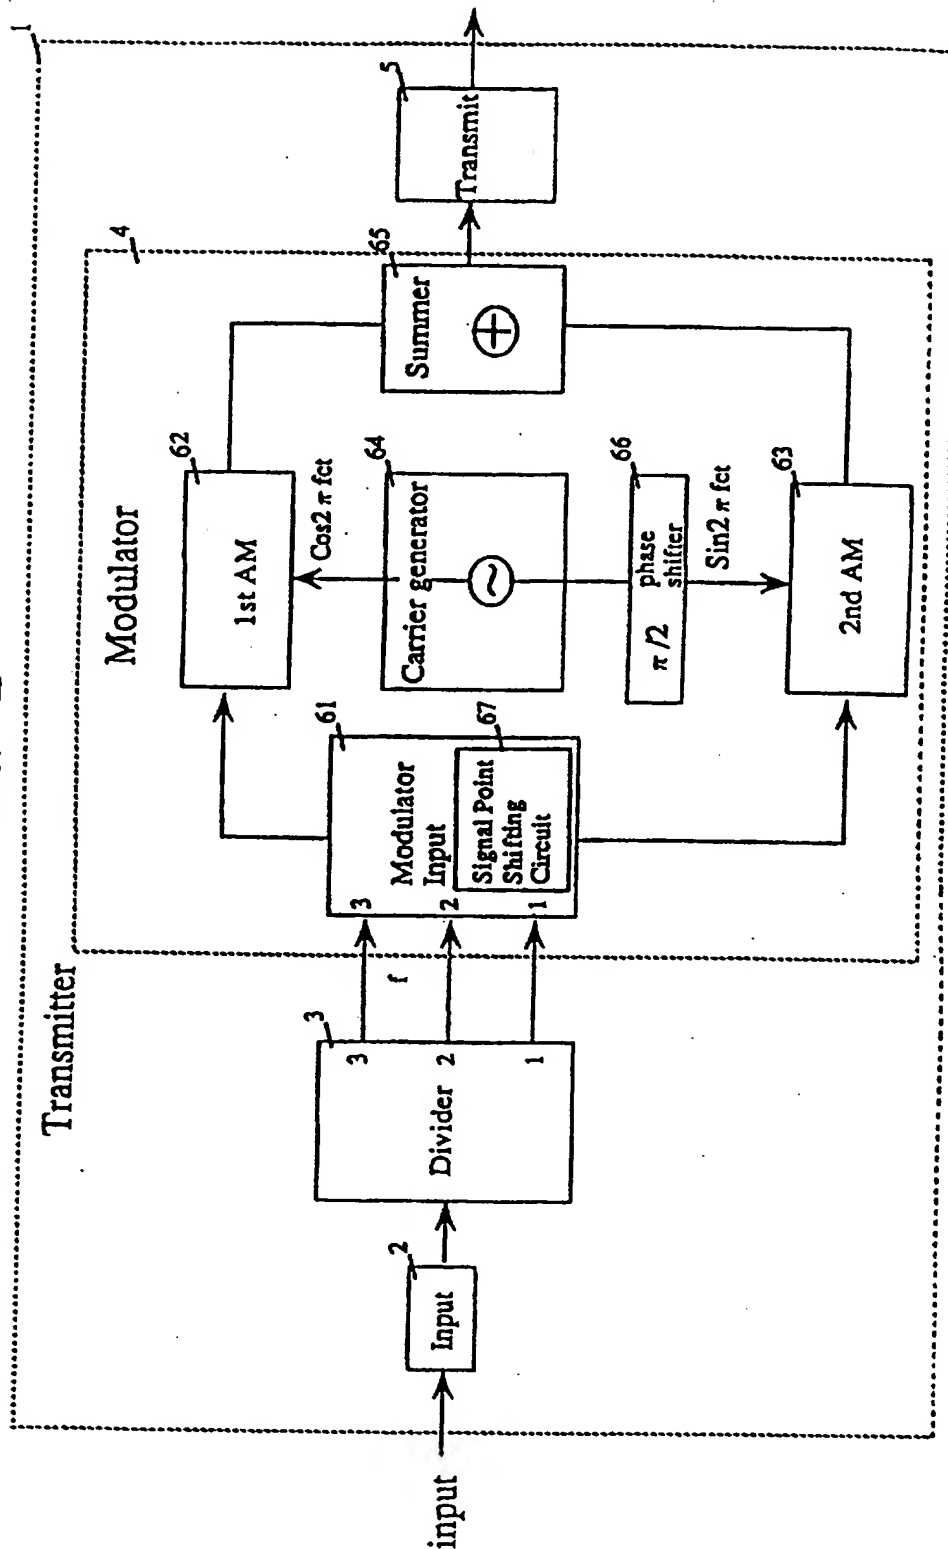 1
Transmitter
input
Input
2
Divider
3
3
2
1
f
4
Modulator
3
2
1
Modulator
Input
61
Signal Point
Shifting
Circuit
67
1st AM
62
Cos2 π fct
Carrier generator
64
~
π /2
phase
shifter
66
Sin2 π fct
2nd AM
63
Summer
65
+
Transmit
5